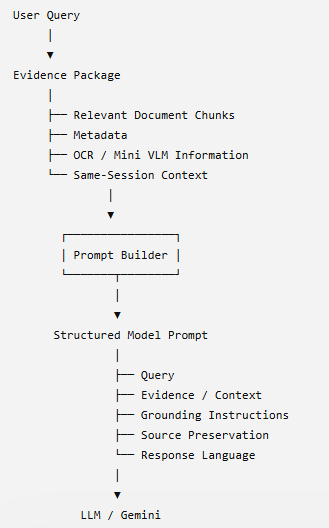 User Query
Evidence Package
Relevant Document Chunks
Metadata
OCR / Mini VLM Information
Same-Session Context
Prompt Builder
Structured Model Prompt
Query
Evidence / Context
Grounding Instructions
Source Preservation
Response Language
LLM / Gemini